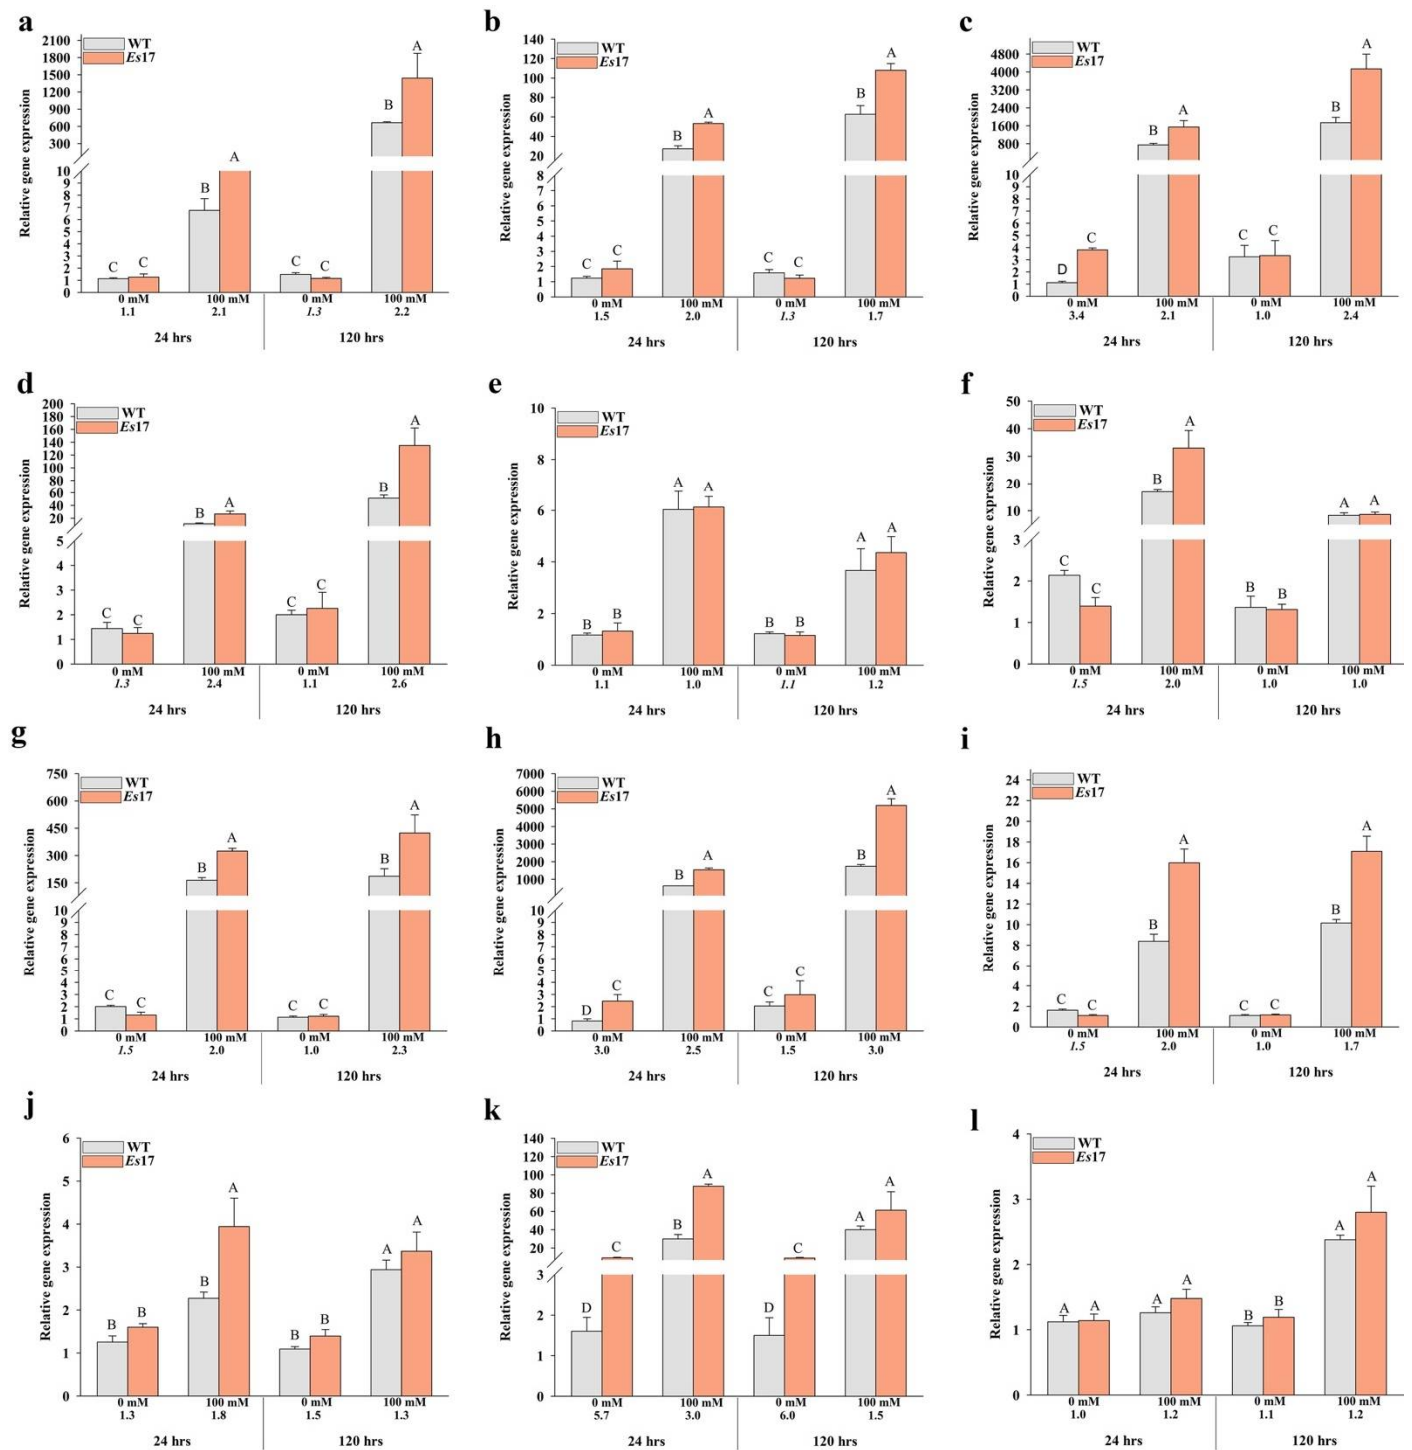 a
2100
1800
1500
1200
900
600
300
10
9
8
7
6
5
4
3
2
1
0
Relative gene expression
WT
Es17
C C B A C C B A
0 mM 100 mM 0 mM 100 mM
1.1 2.1 1.3 2.2
24 hrs 120 hrs
b
140
120
100
80
60
40
20
8
7
6
5
4
3
2
1
0
Relative gene expression
WT
Es17
C C B A C C B A
0 mM 100 mM 0 mM 100 mM
1.5 2.0 1.3 1.7
24 hrs 120 hrs
c
4800
4000
3200
2400
1600
800
10
9
8
7
6
5
4
3
2
1
0
Relative gene expression
WT
Es17
D C B A C C B A
0 mM 100 mM 0 mM 100 mM
3.4 2.1 1.0 2.4
24 hrs 120 hrs
d
200
180
160
140
120
100
80
60
40
20
5
4
3
2
1
0
Relative gene expression
WT
Es17
C C B A C C B A
0 mM 100 mM 0 mM 100 mM
1.3 2.4 1.1 2.6
24 hrs 120 hrs
e
10
8
6
4
2
0
Relative gene expression
WT
Es17
B B A A B B A A
0 mM 100 mM 0 mM 100 mM
1.1 1.0 1.1 1.2
24 hrs 120 hrs
f
50
40
30
20
10
3
2
1
0
Relative gene expression
WT
Es17
C C B A B B A A
0 mM 100 mM 0 mM 100 mM
1.5 2.0 1.0 1.0
24 hrs 120 hrs
g
750
600
450
300
150
10
9
8
7
6
5
4
3
2
1
0
Relative gene expression
WT
Es17
C C B A C C B A
0 mM 100 mM 0 mM 100 mM
1.5 2.0 1.0 2.3
24 hrs 120 hrs
h
7000
6000
5000
4000
3000
2000
1000
10
9
8
7
6
5
4
3
2
1
0
Relative gene expression
WT
Es17
D C B A C C B A
0 mM 100 mM 0 mM 100 mM
3.0 2.5 1.5 3.0
24 hrs 120 hrs
i
24
22
20
18
16
14
12
10
8
6
4
2
0
Relative gene expression
WT
Es17
C C B A C C B A
0 mM 100 mM 0 mM 100 mM
1.5 2.0 1.0 1.7
24 hrs 120 hrs
j
6
5
4
3
2
1
0
Relative gene expression
WT
Es17
B B B A B B A A
0 mM 100 mM 0 mM 100 mM
1.3 1.8 1.5 1.3
24 hrs 120 hrs
k
140
120
100
80
60
40
20
3
2
1
0
Relative gene expression
WT
Es17
D C B A D C A A
0 mM 100 mM 0 mM 100 mM
5.7 3.0 6.0 1.5
24 hrs 120 hrs
l
4
3
2
1
0
Relative gene expression
WT
Es17
A A A A B B A A
0 mM 100 mM 0 mM 100 mM
1.0 1.2 1.1 1.2
24 hrs 120 hrs